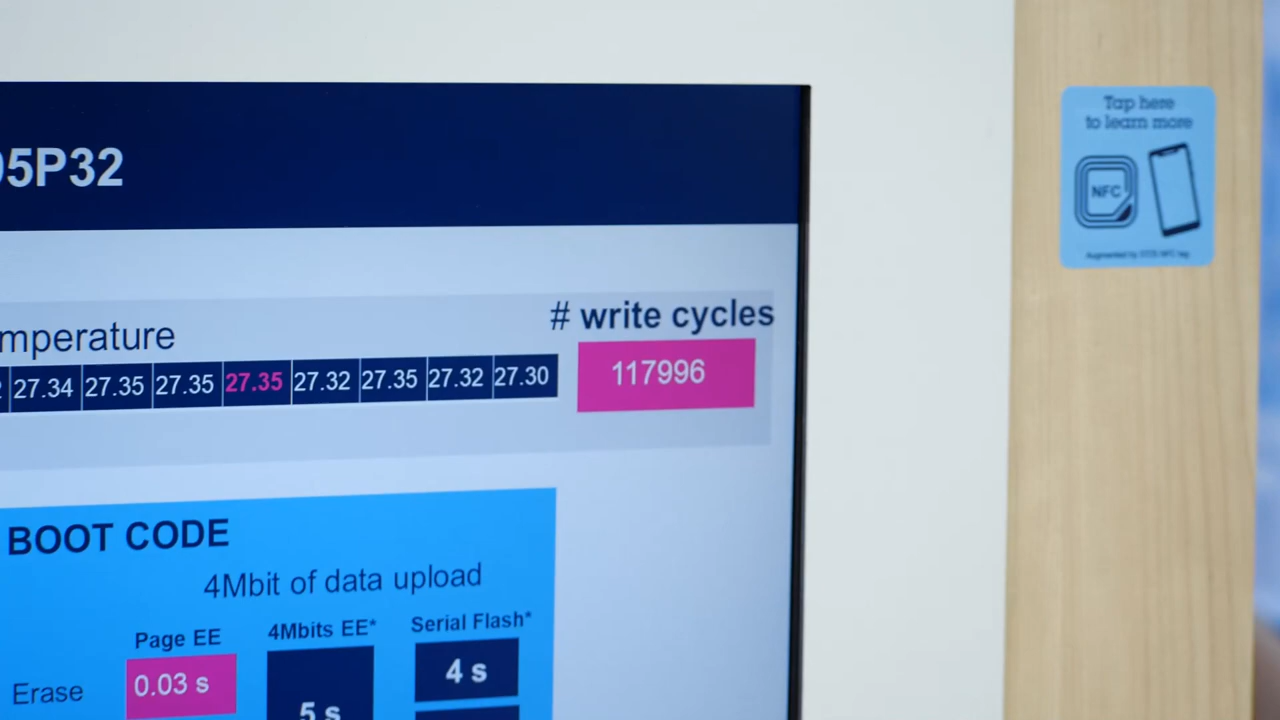 95P32
Tap here
to learn more
NFC
mperature
# write cycles
27.34 27.35 27.35 27.35 27.32 27.35 27.32 27.30
117996
BOOT CODE
4Mbit of data upload
Page EE 4Mbits EE* Serial Flash*
Erase 0.03 s 5 s 4 s